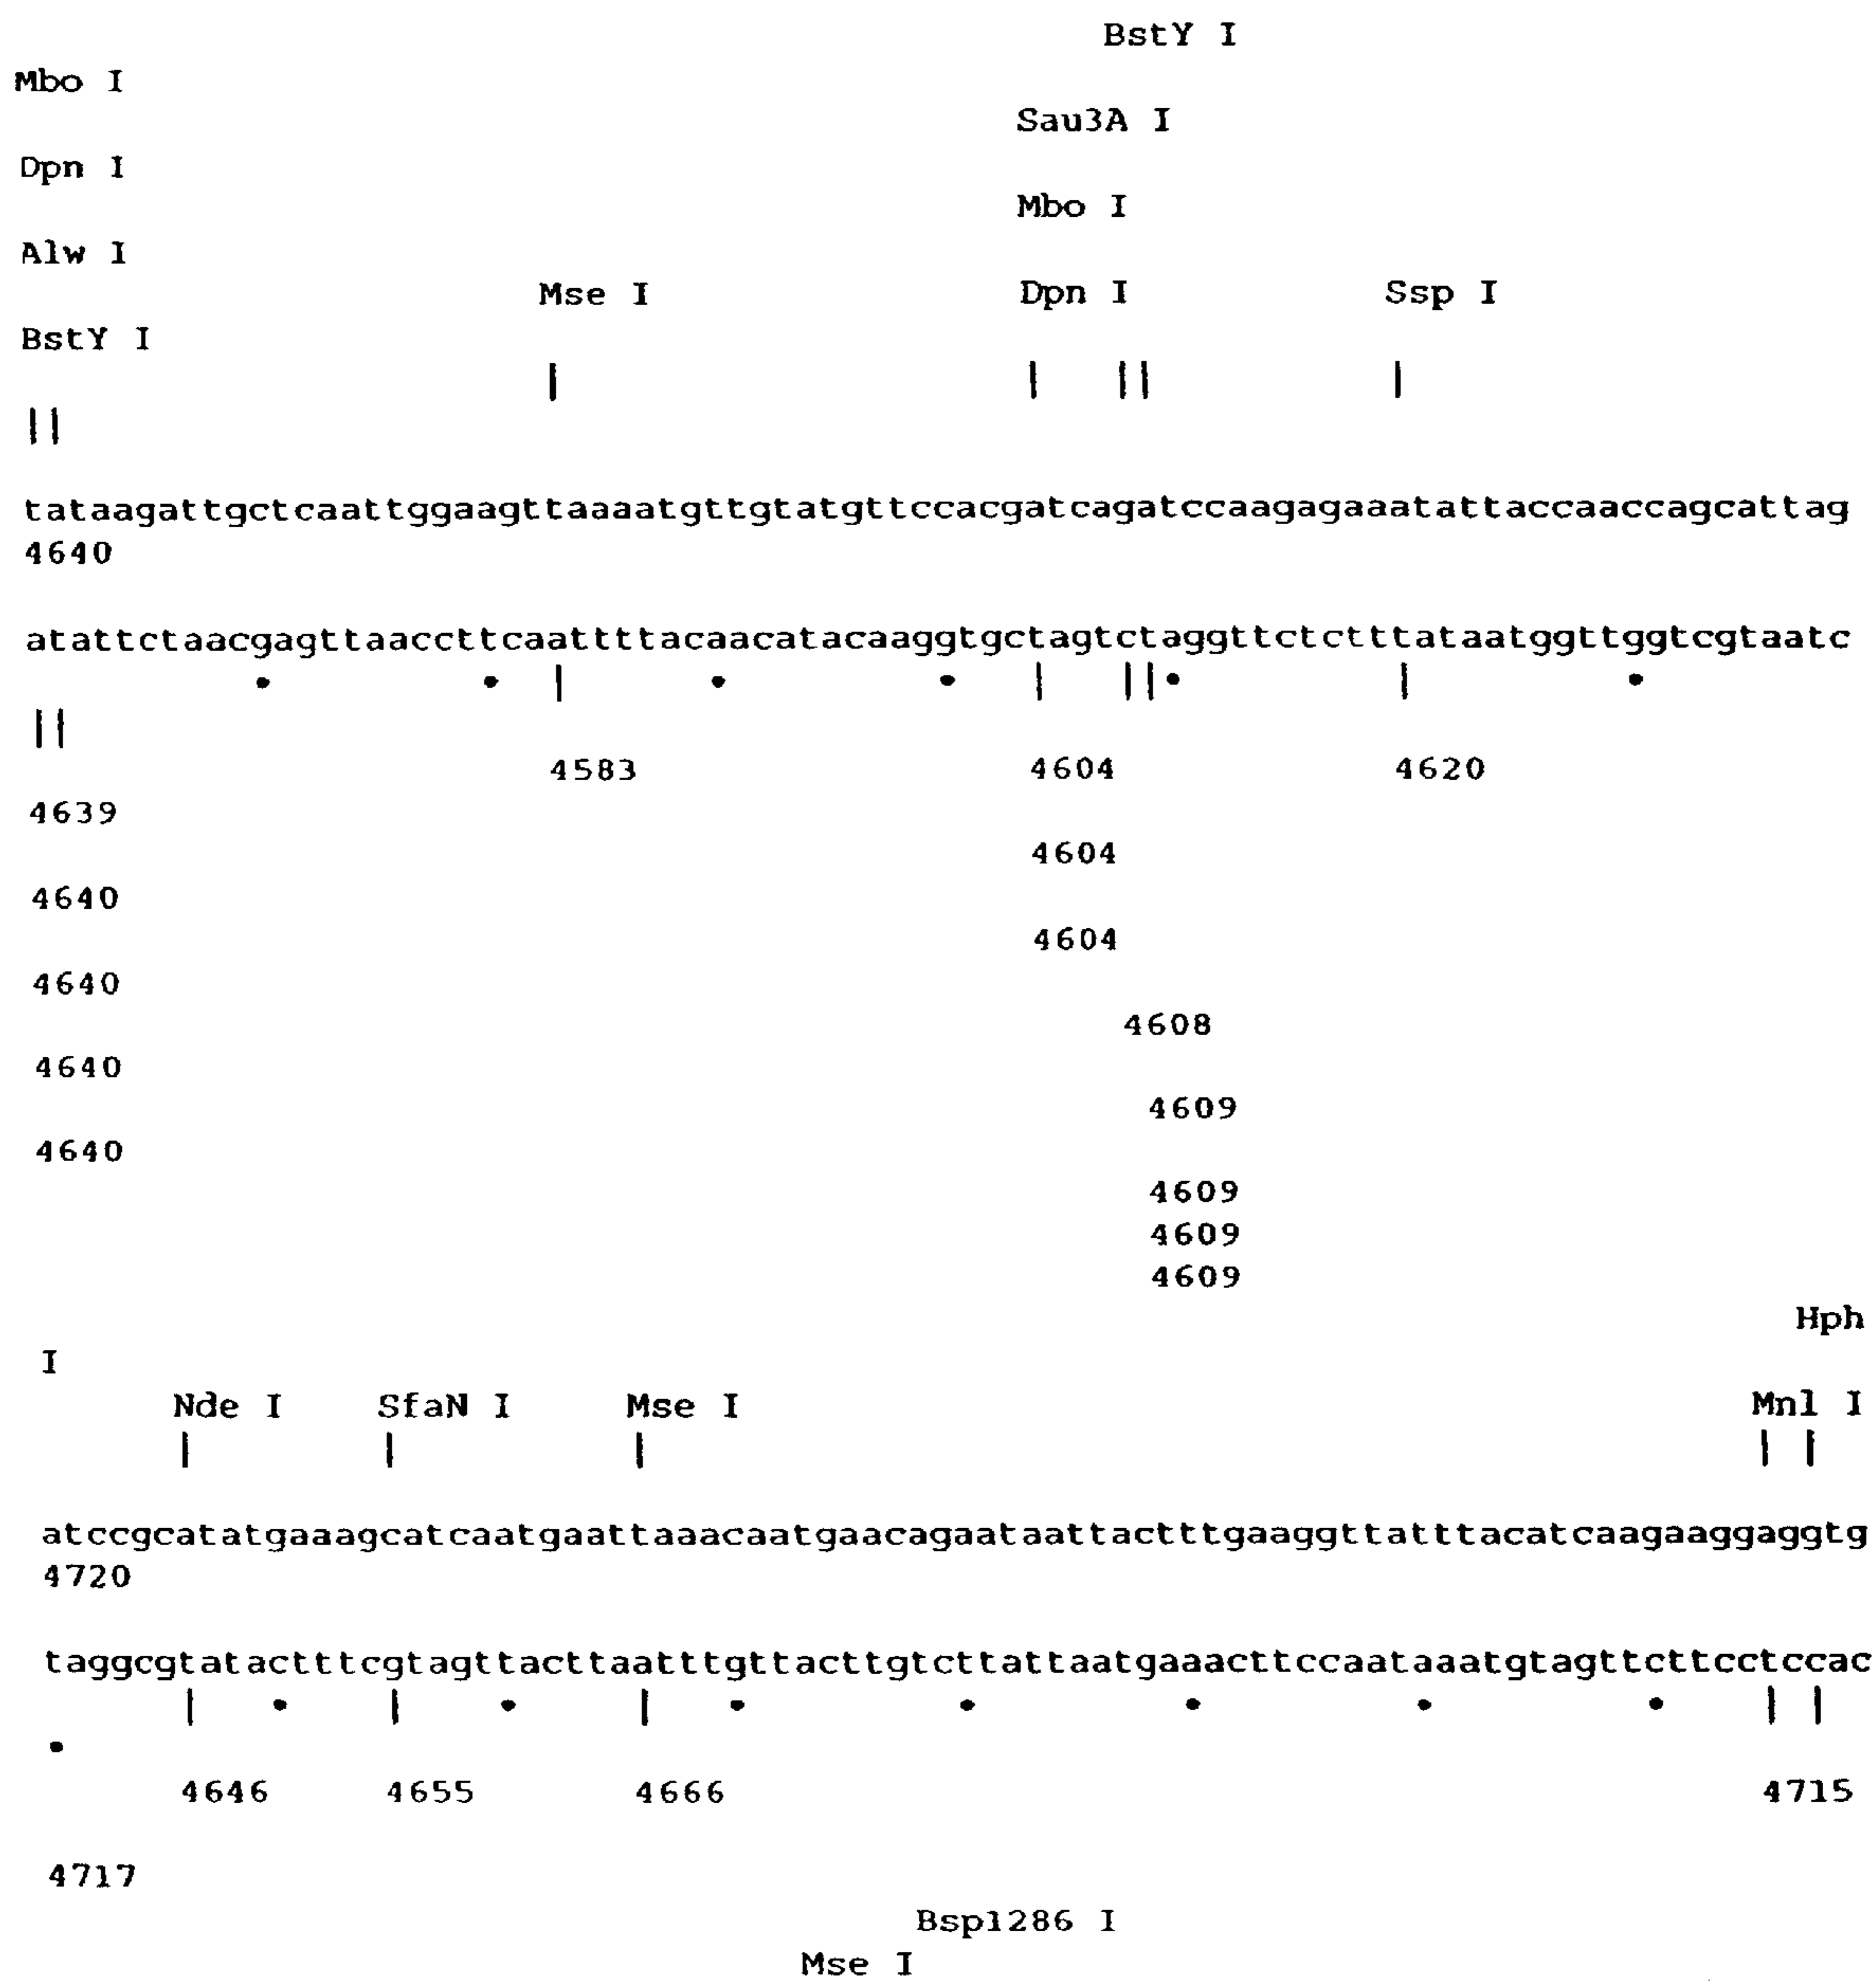 BstY I
Mbo I
Sau3A I
Dpn I
Mbo I
Alw I
Mse I Dpn I Ssp I
BstY I
| | || |
||
tataagattgctcaattggaagttaaaatgttgtatgttccacgatcagatccaagagaaatattaccaaccagcattag
4640
atattctaacgagttaaccttcaattttacaacatacaaggtgctagtctaggttctctttataatggttggtcgtaatc
• • | • • | ||• | •
||
4583 4604 4620
4639
4604
4640
4604
4640
4608
4640
4609
4640
4609
4609
4609
Hph
I
Nde I SfaN I Mse I Mnl I
| | | | |
atccgcatatgaaagcatcaatgaattaaacaatgaacagaataattactttgaaggttatttacatcaagaaggaggtg
4720
taggcgtatactttcgtagttacttaatttgttacttgtcttattaatgaaacttccaataaatgtagttcttcctccac
| • | • | • • • • • | |
•
4646 4655 4666 4715
4717
Bsp1286 I
Mse I